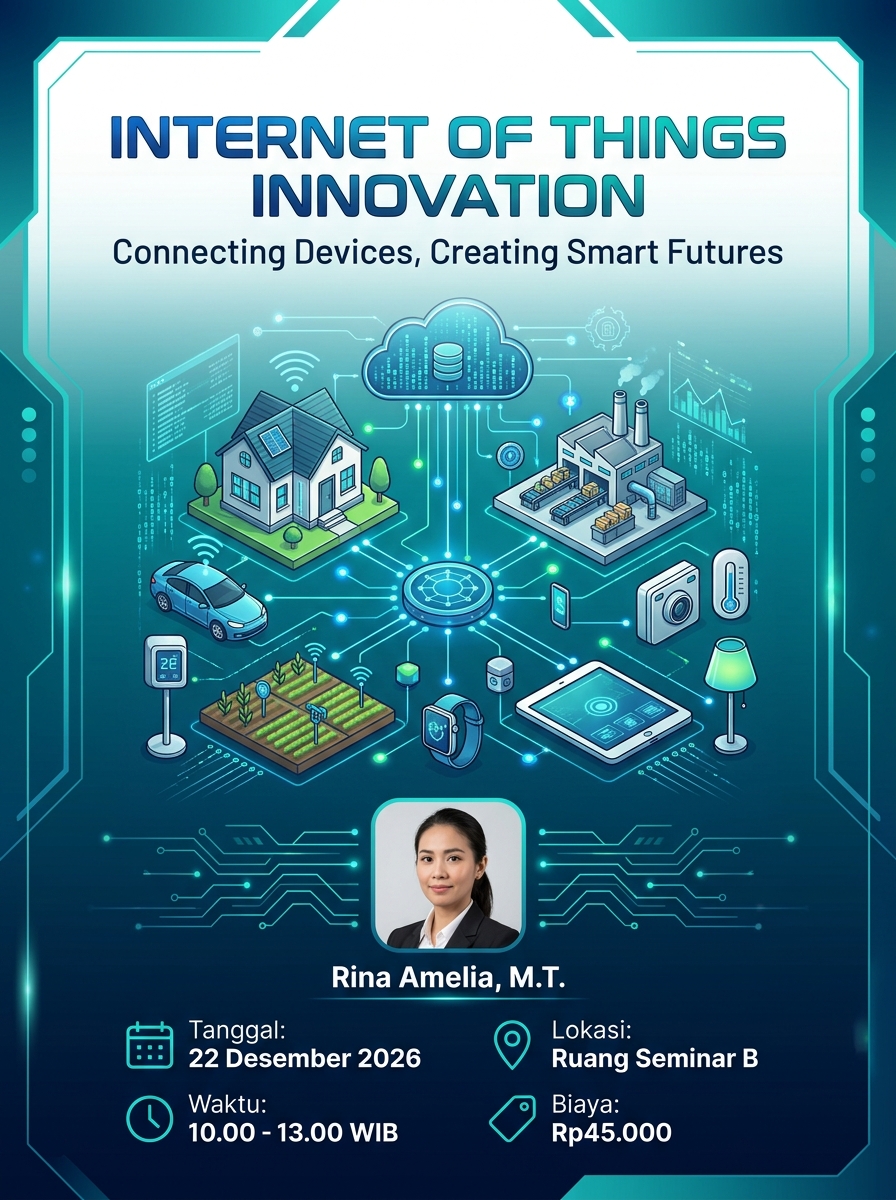 INTERNET OF THINGS
INNOVATION
Connecting Devices, Creating Smart Futures
Rina Amelia, M.T.
Tanggal:
22 Desember 2026
Lokasi:
Ruang Seminar B
Waktu:
10.00 - 13.00 WIB
Biaya:
Rp45.000